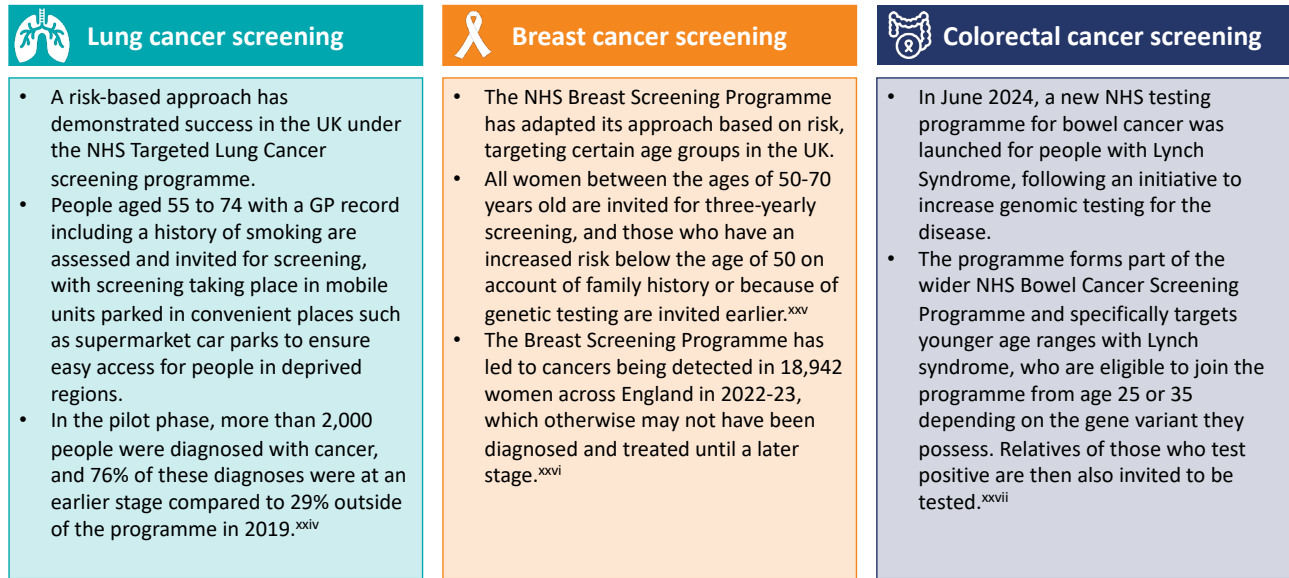 Lung cancer screening
• A risk-based approach has
demonstrated success in the UK under
the NHS Targeted Lung Cancer
screening programme.
• People aged 55 to 74 with a GP record
including a history of smoking are
assessed and invited for screening,
with screening taking place in mobile
units parked in convenient places such
as supermarket car parks to ensure
easy access for people in deprived
regions.
• In the pilot phase, more than 2,000
people were diagnosed with cancer,
and 76% of these diagnoses were at an
earlier stage compared to 29% outside
of the programme in 2019.xxiv
Breast cancer screening
• The NHS Breast Screening Programme
has adapted its approach based on risk,
targeting certain age groups in the UK.
• All women between the ages of 50-70
years old are invited for three-yearly
screening, and those who have an
increased risk below the age of 50 on
account of family history or because of
genetic testing are invited earlier.xxv
• The Breast Screening Programme has
led to cancers being detected in 18,942
women across England in 2022-23,
which otherwise may not have been
diagnosed and treated until a later
stage.xxvi
Colorectal cancer screening
• In June 2024, a new NHS testing
programme for bowel cancer was
launched for people with Lynch
Syndrome, following an initiative to
increase genomic testing for the
disease.
• The programme forms part of the
wider NHS Bowel Cancer Screening
Programme and specifically targets
younger age ranges with Lynch
syndrome, who are eligible to join the
programme from age 25 or 35
depending on the gene variant they
possess. Relatives of those who test
positive are then also invited to be
tested.xxvii